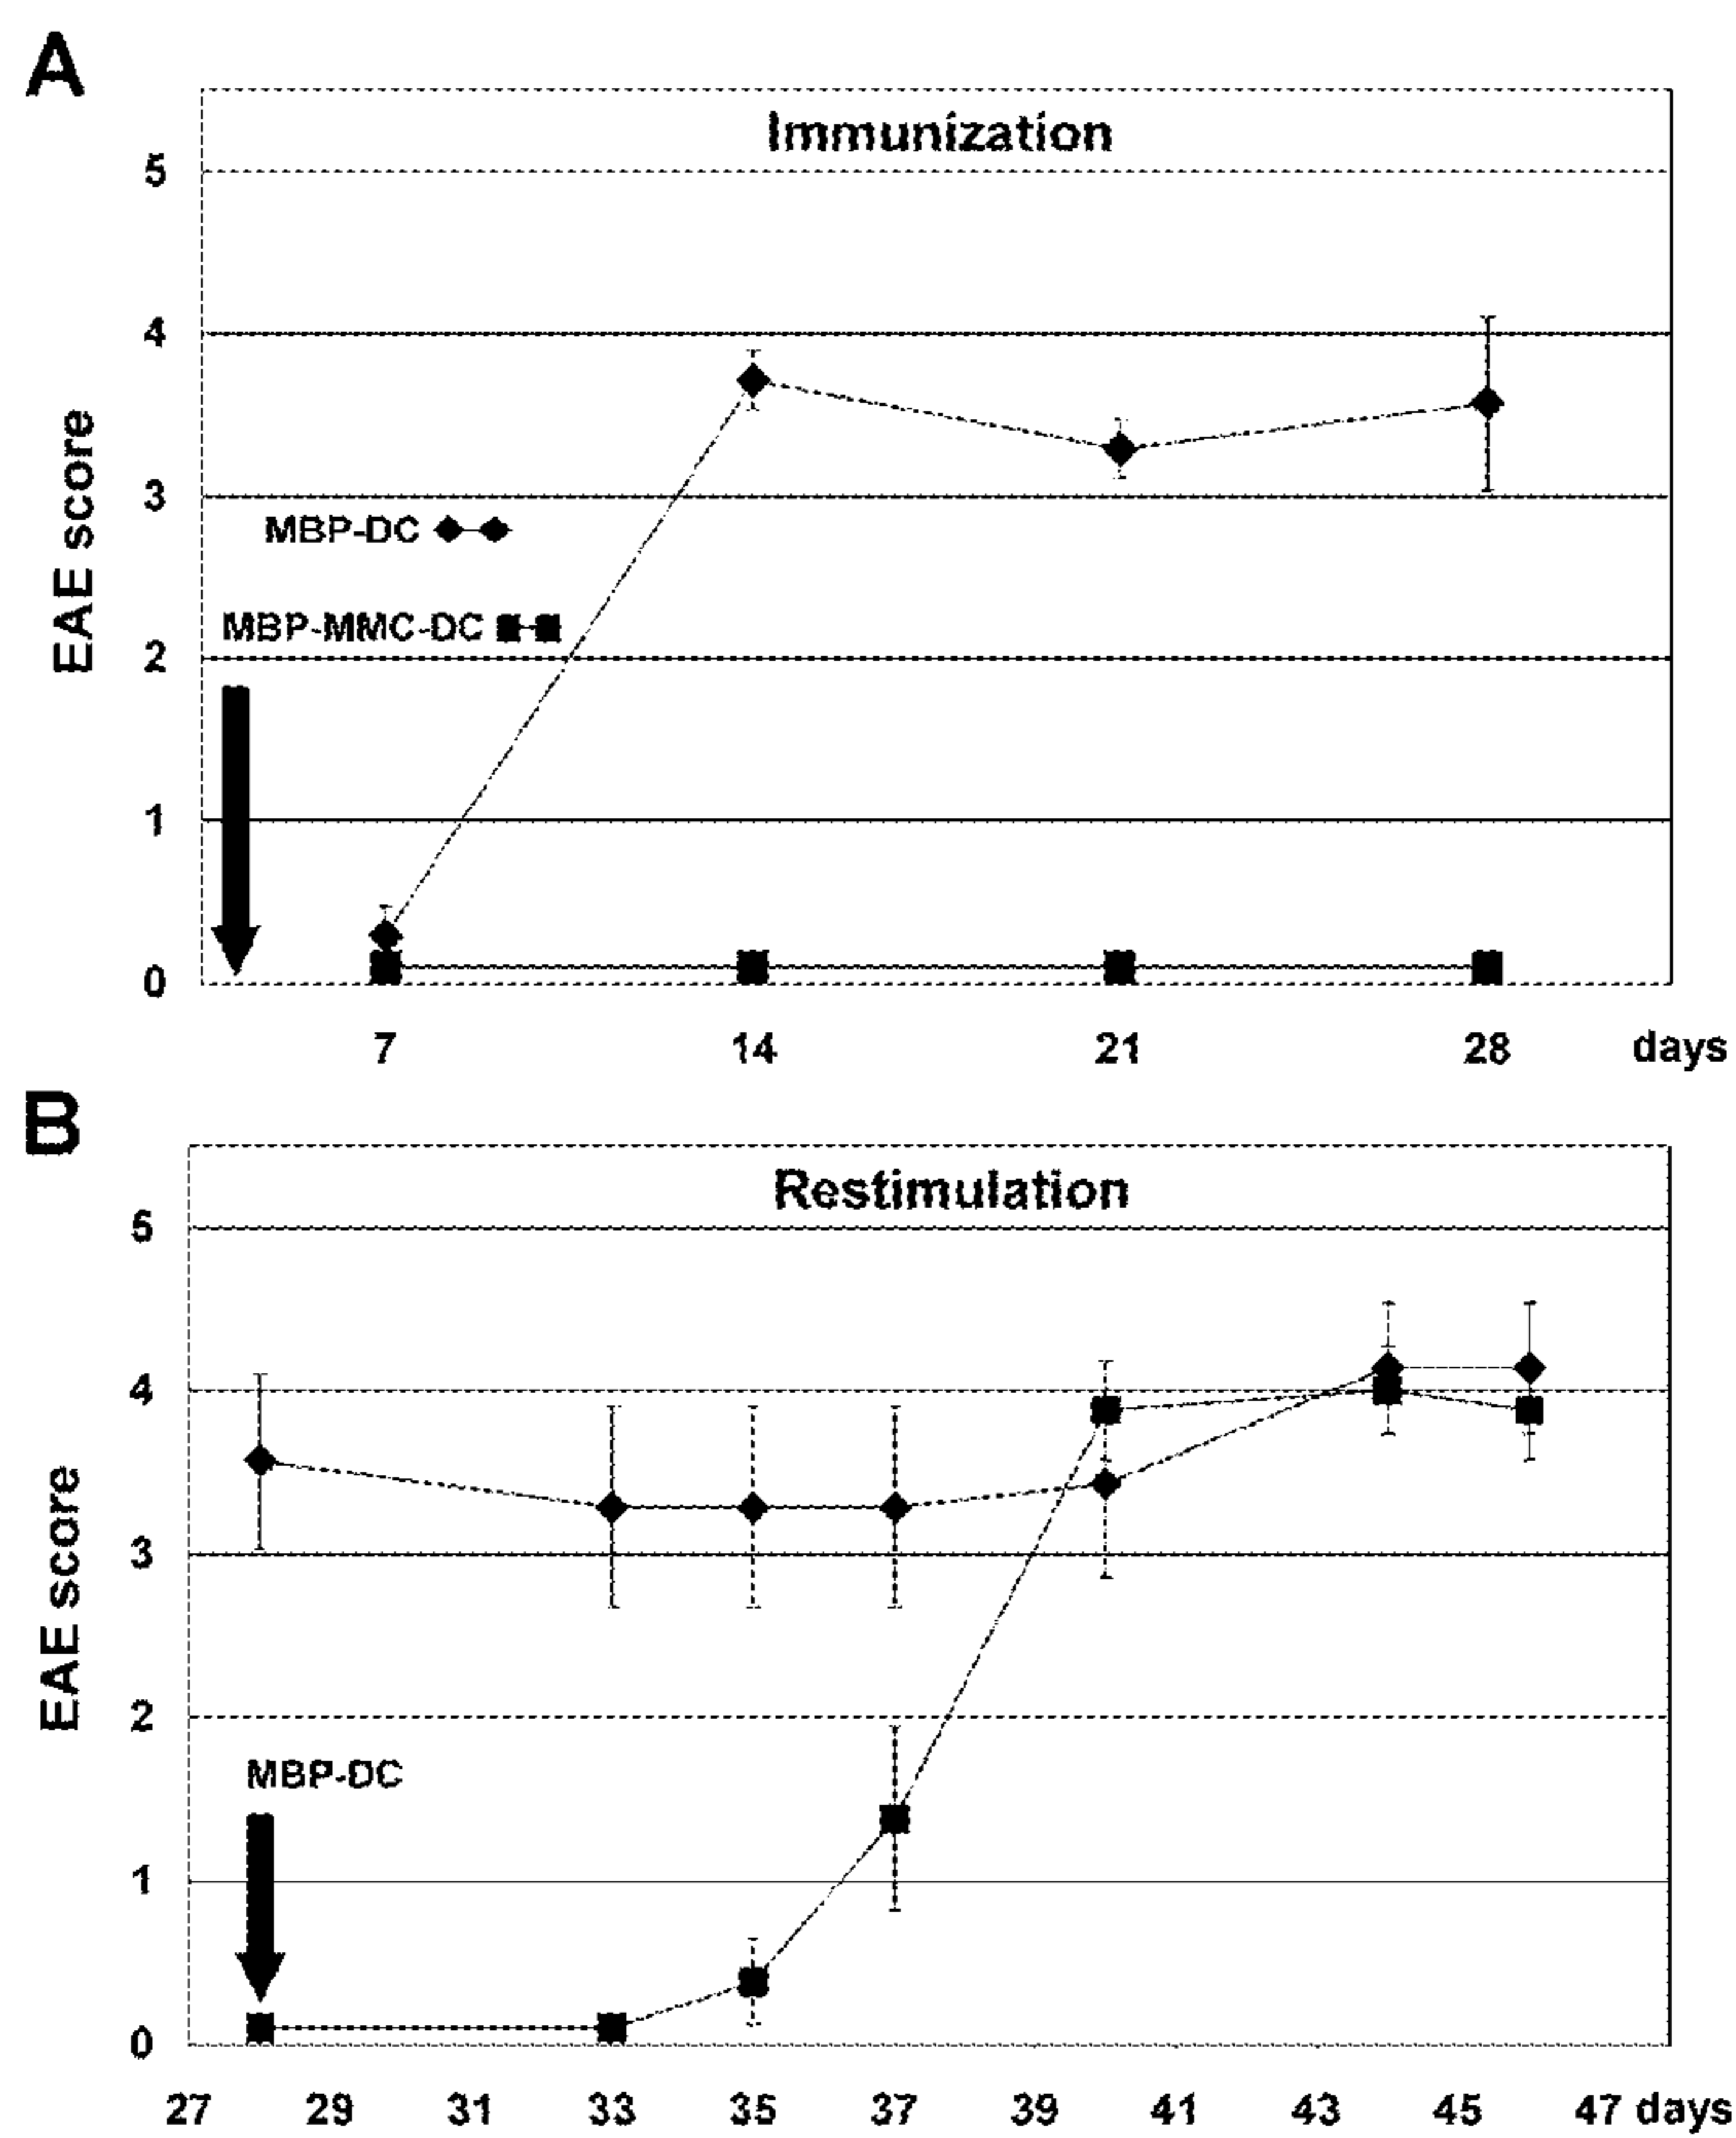 A
Immunization
5
4
3
MBP-DC
MBP-MMC-DC
2
1
0
EAE score
7 14 21 28 days
B
Restimulation
5
4
3
2
MBP-DC
1
0
EAE score
27 29 31 33 35 37 39 41 43 45 47 days